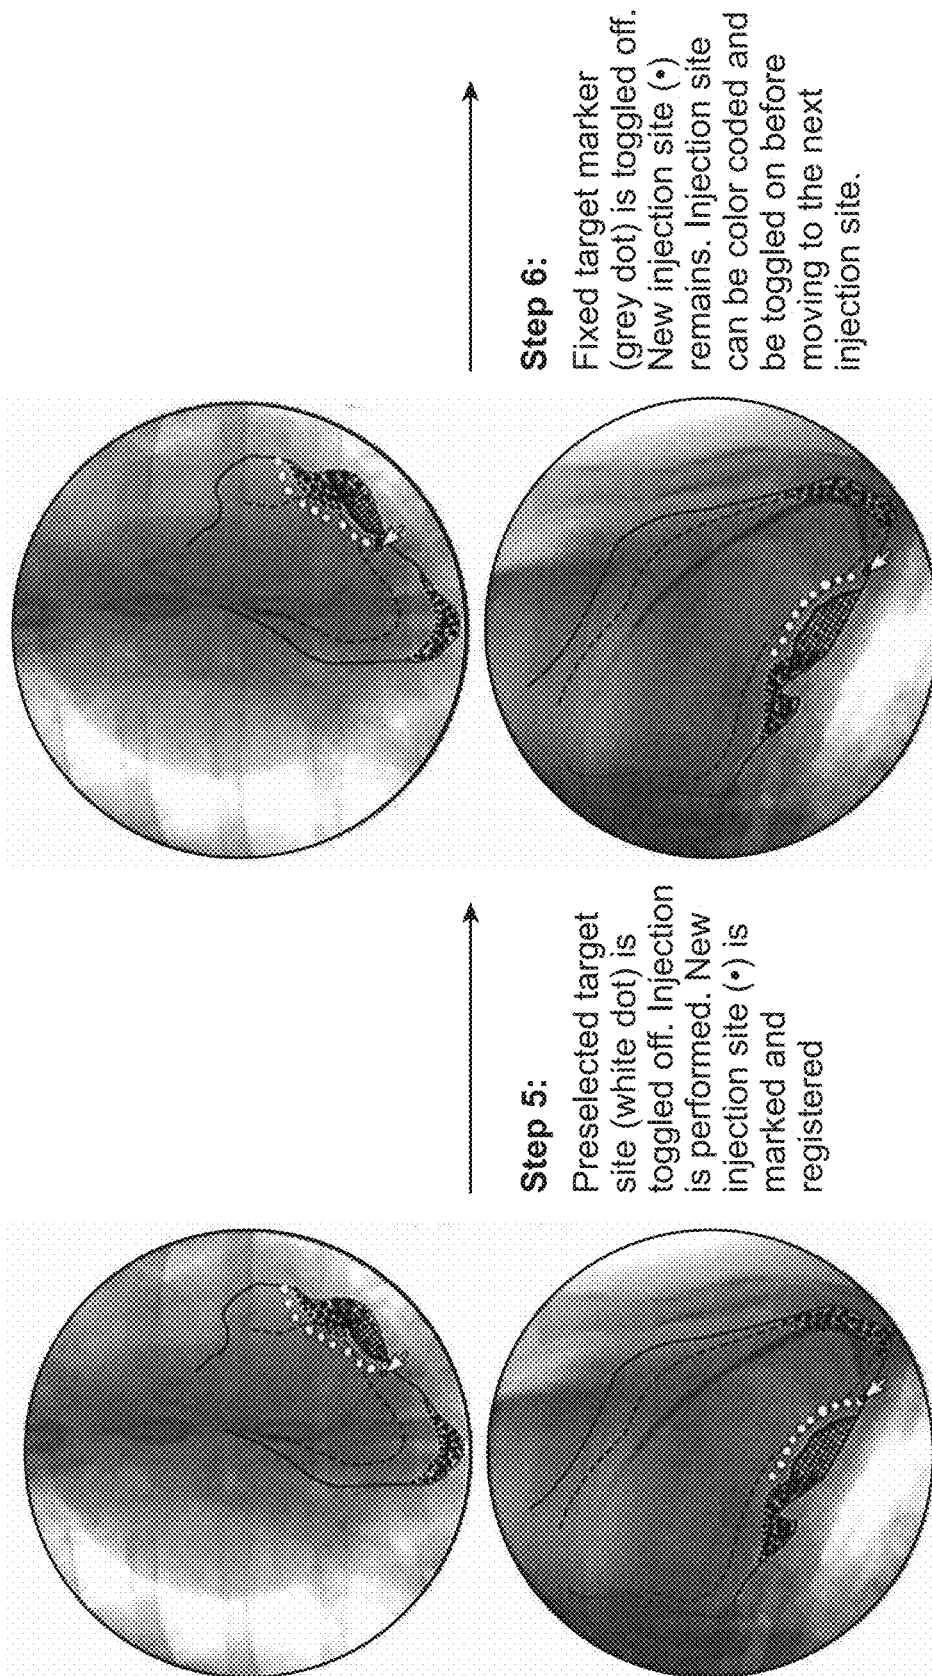 Step 5:
Preselected target
site (white dot) is
toggled off. Injection
is performed. New
injection site (•) is
marked and
registered
Step 6:
Fixed target marker
(grey dot) is toggled off.
New injection site (•)
remains. Injection site
can be color coded and
be toggled on before
moving to the next
injection site.